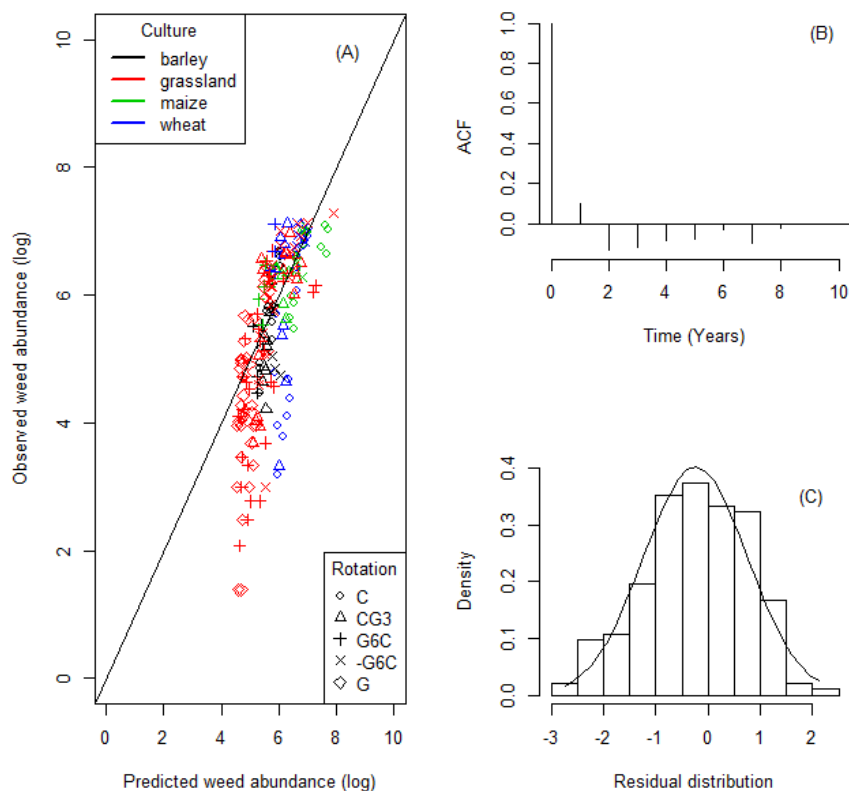 Culture
barley
grassland
maize
wheat
(A)
Observed weed abundance (log)
0 2 4 6 8 10
0 2 4 6 8 10
Predicted weed abundance (log)
Rotation
C
CG3
G6C
-G6C
G
(B)
ACF
0.0 0.2 0.4 0.6 0.8 1.0
0 2 4 6 8 10
Time (Years)
(C)
Density
0.0 0.1 0.2 0.3 0.4
-3 -2 -1 0 1 2
Residual distribution